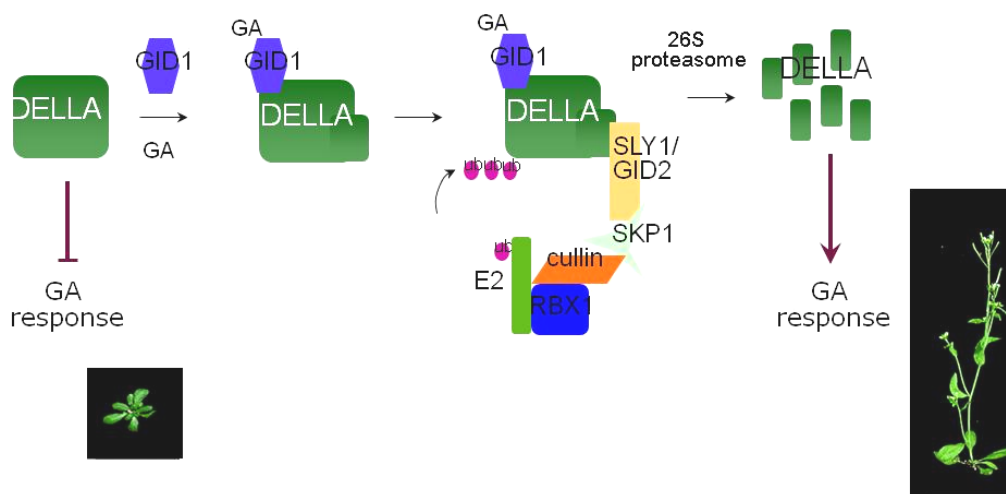 DELLA
GID1
GA
GA
response
GA
GID1
DELLA
GA
GID1
DELLA
SLY1/
GID2
ububub
SKP1
ub
cullin
E2
RBX1
26S
proteasome
DELLA
GA
response